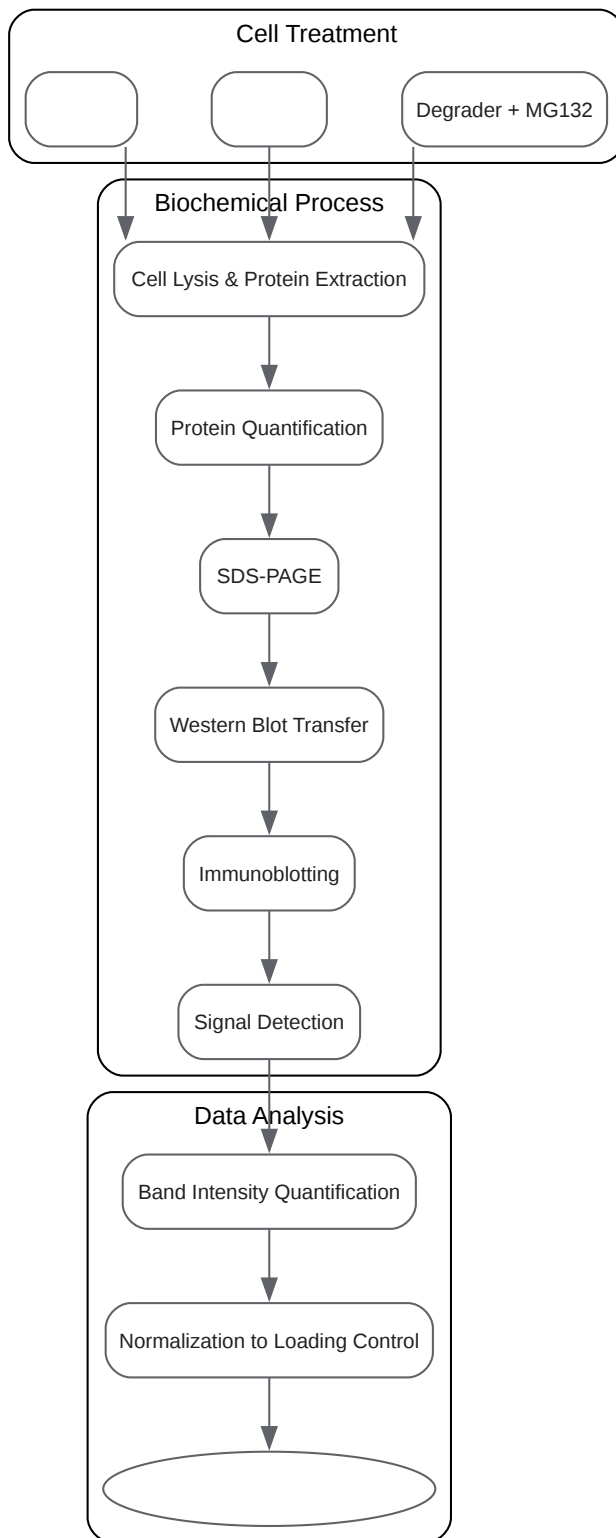 Cell Treatment
Degrader + MG132
Biochemical Process
Cell Lysis & Protein Extraction
Protein Quantification
SDS-PAGE
Western Blot Transfer
Immunoblotting
Signal Detection
Data Analysis
Band Intensity Quantification
Normalization to Loading Control